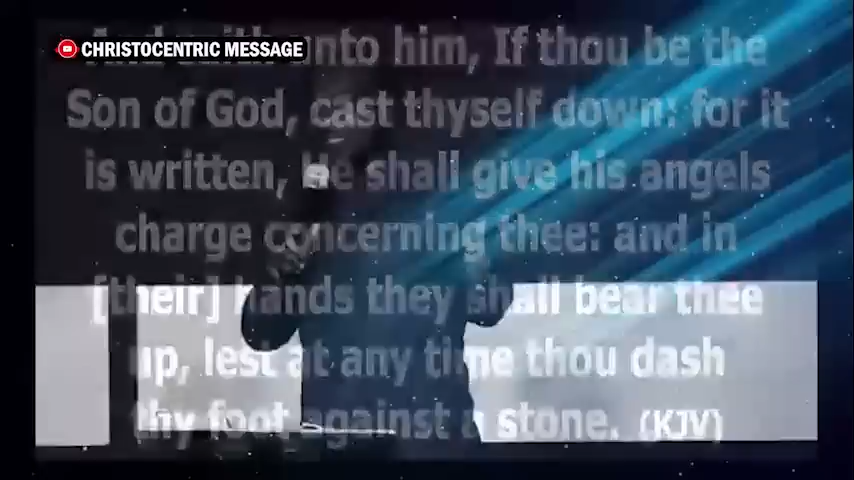 CHRISTOCENTRIC MESSAGE
And saith unto him, If thou be the
Son of God, cast thyself down: for it
is written, He shall give his angels
charge concerning thee: and in
[their] hands they shall bear thee
up, lest at any time thou dash
thy foot against a stone. (KJV)